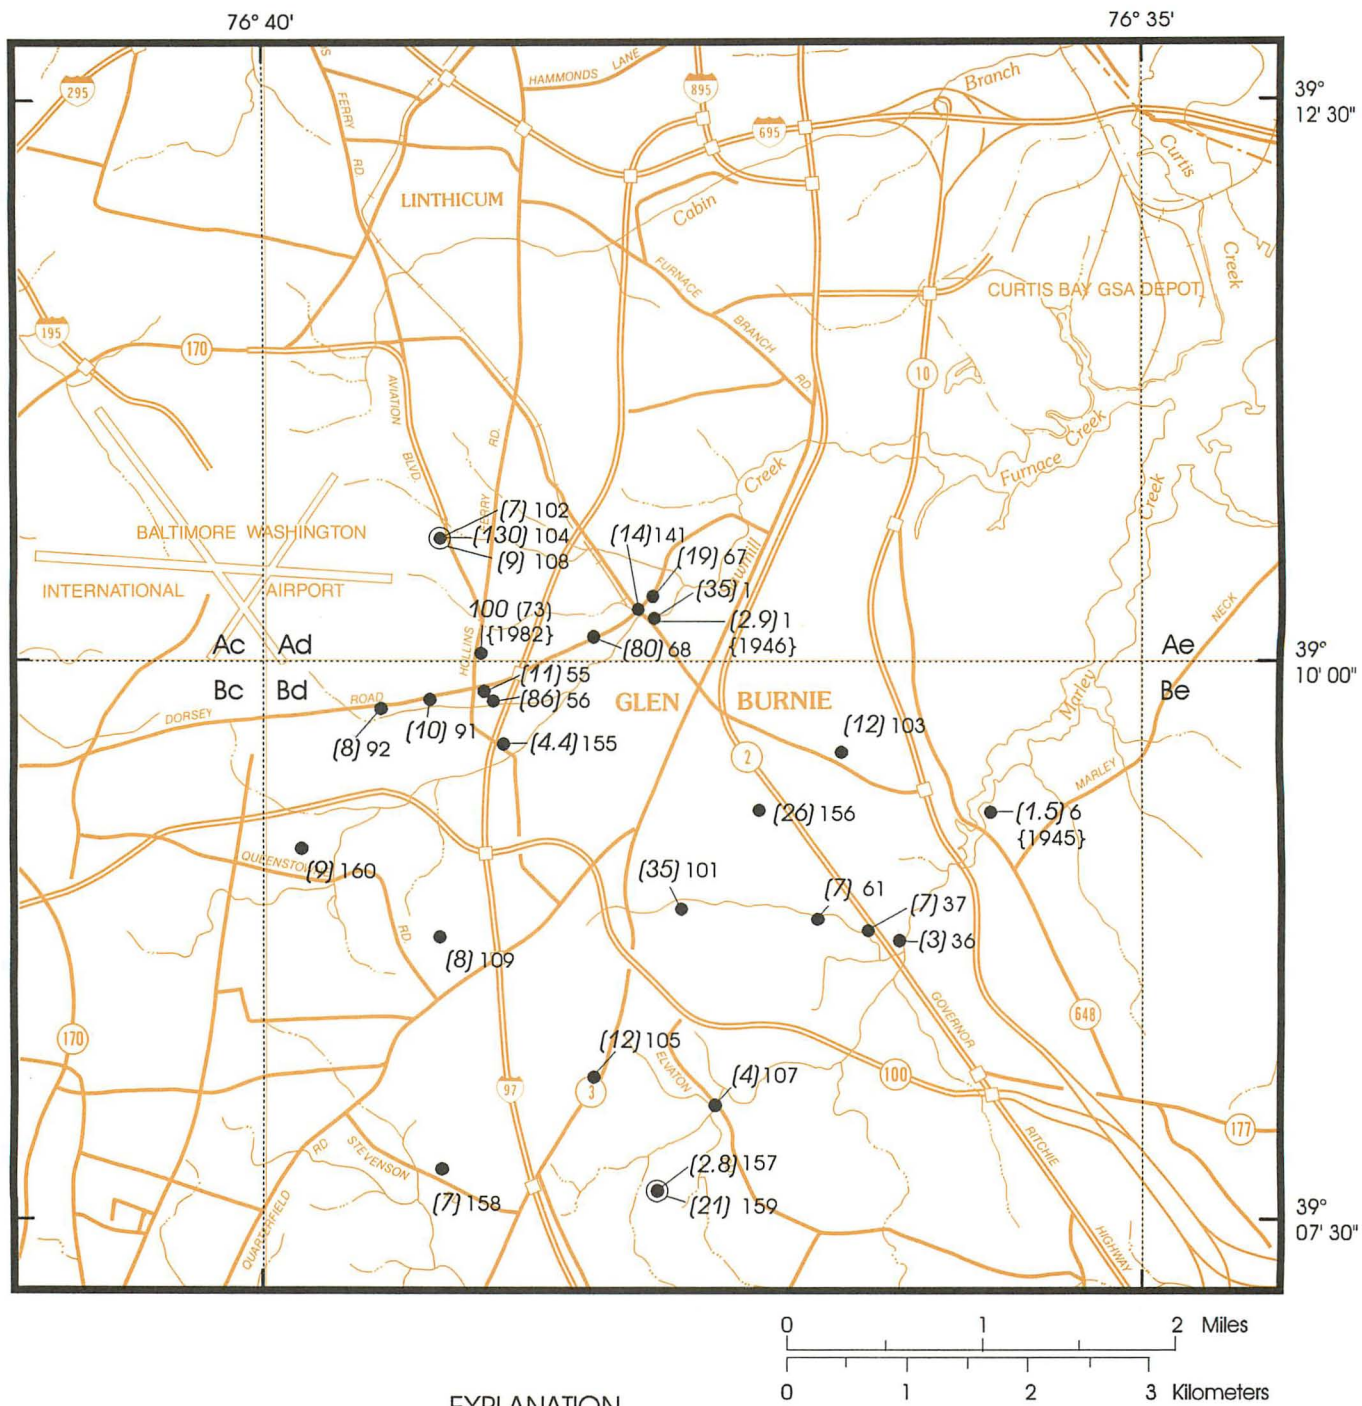 76° 40'
76° 35'
39°
12' 30"
295
HAMMONDS LANE
895
695
Branch
FERRY
RD.
LINTHICUM
Cabin
Curtis
Creek
FURNACE
BRANCH
RD.
CURTIS BAY GSA DEPOT
195
170
10
AVIATION
BLVD.
RD.
FERRY
Creek
Furnace Creek
Creek
(7) 102
(130) 104
(9) 108
BALTIMORE WASHINGTON
INTERNATIONAL AIRPORT
(14) 141
(19) 67
(35) 1
(2.9) 1
{1946}
100 (73)
{1982}
(80) 68
HOLLINS
NECK
Ac Ad
Ae
39°
10' 00"
Bc Bd
Be
(11) 55
(86) 56
GLEN BURNIE
Marley
DORSEY ROAD
(8) 92
(10) 91
(4.4) 155
(12) 103
2
MARLEY
(26) 156
(1.5) 6
{1945}
(9) 160
RD.
(35) 101
(7) 61
(7) 37
(3) 36
(8) 109
GOVERNOR
648
170
(12) 105
ELVATON
(4) 107
100
97
3
177
RITCHIE
STEVENSON
RD
(2.8) 157
(21) 159
(7) 158
QUARTERFIELD
HIGHWAY
39°
07' 30"
0 1 2 Miles
0 1 2 3 Kilometers
EXPLANATION